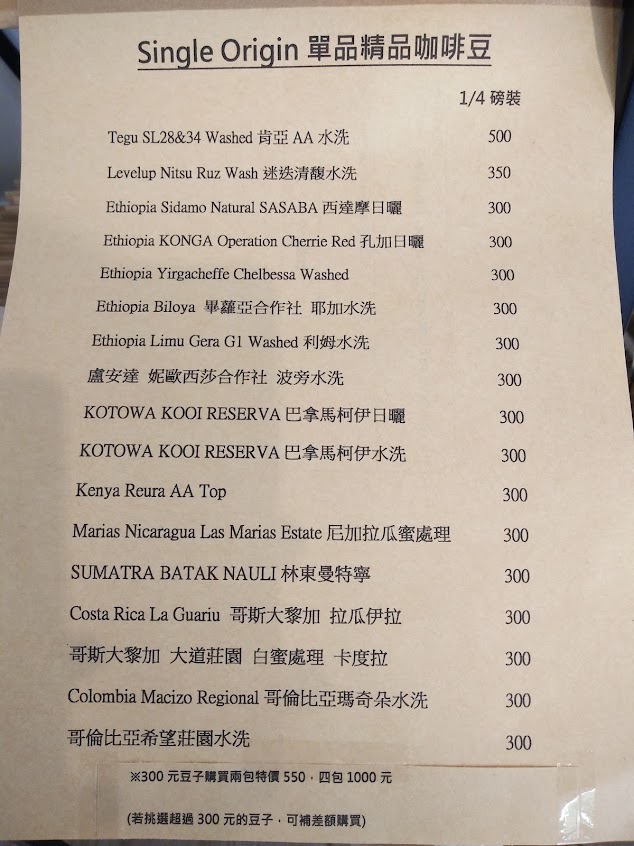 Single Origin 單品精品咖啡豆
1/4 磅裝
Tegu SL28&34 Washed 肯亞 AA 水洗 500
Levelup Nitsu Ruz Wash 迷迭清馥水洗 350
Ethiopia Sidamo Natural SASABA 西達摩日曬 300
Ethiopia KONGA Operation Cherrie Red 孔加日曬 300
Ethiopia Yirgacheffe Chelbessa Washed 300
Ethiopia Biloya 畢蘿亞合作社 耶加水洗 300
Ethiopia Limu Gera G1 Washed 利姆水洗 300
盧安達 妮歐西莎合作社 波旁水洗 300
KOTOWA KOOI RESERVA 巴拿馬柯伊日曬 300
KOTOWA KOOI RESERVA 巴拿馬柯伊水洗 300
Kenya Reura AA Top 300
Marias Nicaragua Las Marias Estate 尼加拉瓜蜜處理 300
SUMATRA BATAK NAULI 林東曼特寧 300
Costa Rica La Guariu 哥斯大黎加 拉瓜伊拉 300
哥斯大黎加 大道莊園 白蜜處理 卡度拉 300
Colombia Macizo Regional 哥倫比亞瑪奇朵水洗 300
哥倫比亞希望莊園水洗 300
※300 元豆子購買兩包特價 550，四包 1000 元
(若挑選超過 300 元的豆子，可補差額購買)